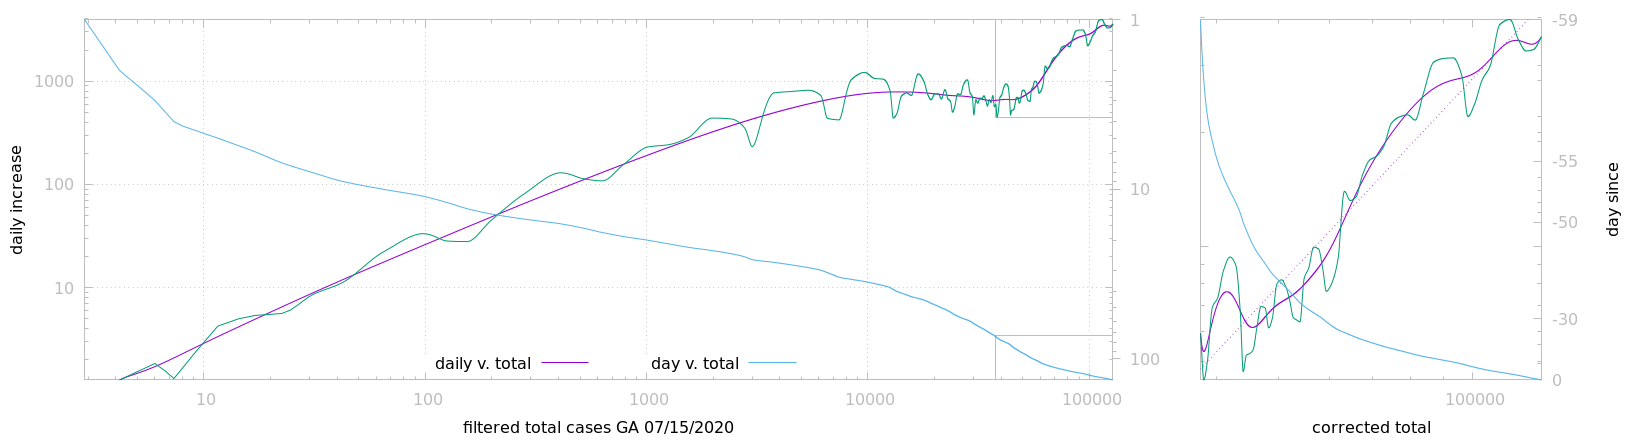 1000
100
10
daily increase
daily v. total
day v. total
1
10
100
10
100
1000
10000
100000
filtered total cases GA 07/15/2020
-59
-55
-50
-30
0
day since
100000
corrected total